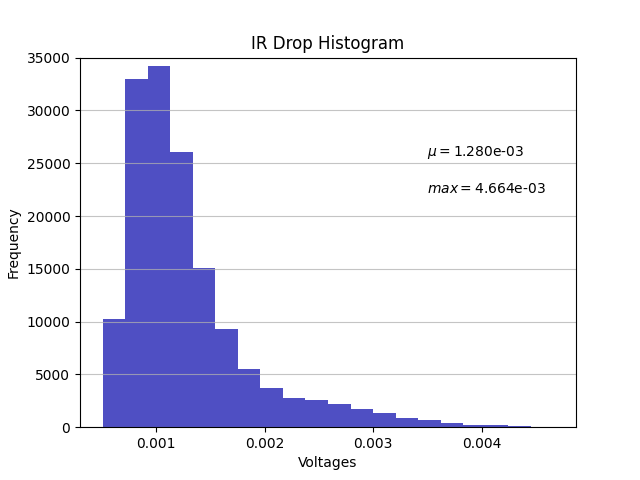 IR Drop Histogram
35000
30000
25000
20000
15000
10000
5000
0
Frequency
μ = 1.280e-03
max = 4.664e-03
0.001 0.002 0.003 0.004
Voltages